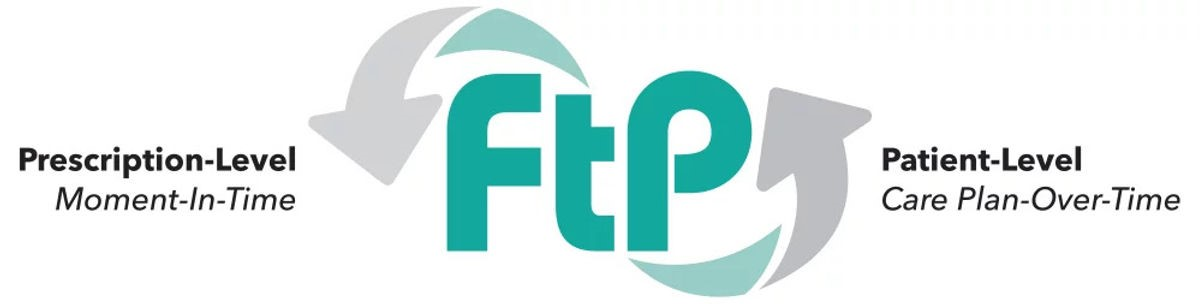 Prescription-Level
Moment-In-Time
FtP
Patient-Level
Care Plan-Over-Time